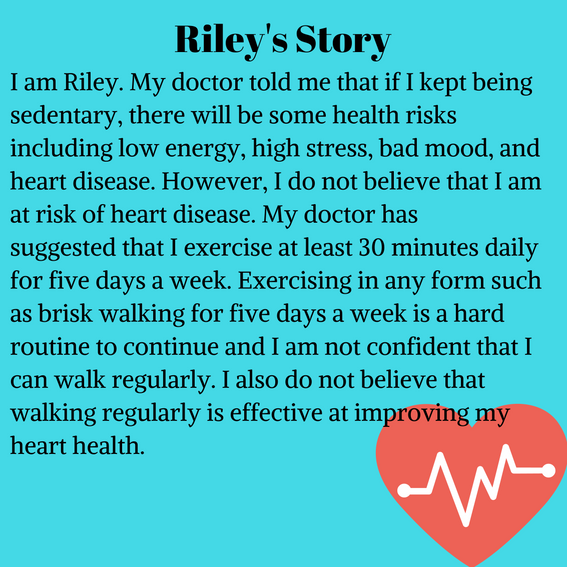 Riley's Story
I am Riley. My doctor told me that if I kept being
sedentary, there will be some health risks
including low energy, high stress, bad mood, and
heart disease. However, I do not believe that I am
at risk of heart disease. My doctor has
suggested that I exercise at least 30 minutes daily
for five days a week. Exercising in any form such
as brisk walking for five days a week is a hard
routine to continue and I am not confident that I
can walk regularly. I also do not believe that
walking regularly is effective at improving my
heart health.